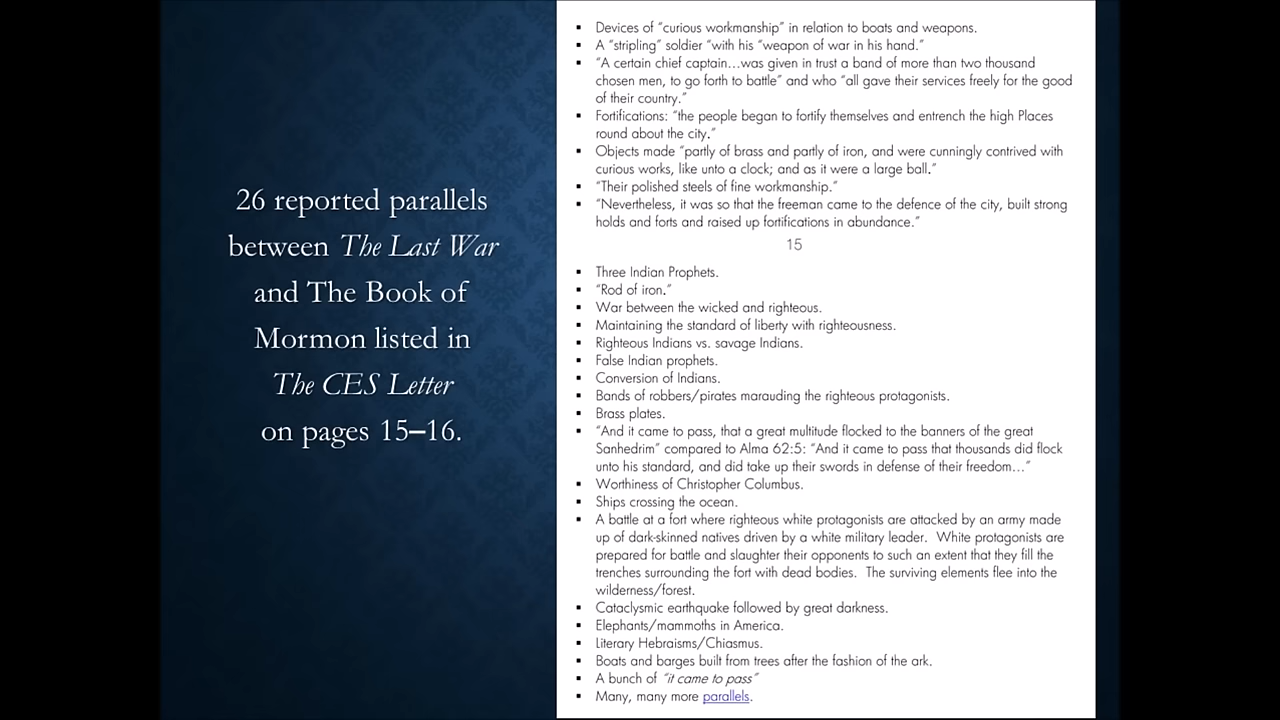 26 reported parallels
between The Last War
and The Book of
Mormon listed in
The CES Letter
on pages 15–16.
▪ Devices of “curious workmanship” in relation to boats and weapons.
▪ A “stripling” soldier “with his “weapon of war in his hand.”
▪ “A certain chief captain…was given in trust a band of more than two thousand
chosen men, to go forth to battle” and who “all gave their services freely for the good
of their country.”
▪ Fortifications: “the people began to fortify themselves and entrench the high Places
round about the city.”
▪ Objects made “partly of brass and partly of iron, and were cunningly contrived with
curious works, like unto a clock; and as it were a large ball.”
▪ “Their polished steels of fine workmanship.”
▪ “Nevertheless, it was so that the freeman came to the defence of the city, built strong
holds and forts and raised up fortifications in abundance.”
15
▪ Three Indian Prophets.
▪ “Rod of iron.”
▪ War between the wicked and righteous.
▪ Maintaining the standard of liberty with righteousness.
▪ Righteous Indians vs. savage Indians.
▪ False Indian prophets.
▪ Conversion of Indians.
▪ Bands of robbers/pirates marauding the righteous protagonists.
▪ Brass plates.
▪ “And it came to pass, that a great multitude flocked to the banners of the great
Sanhedrim” compared to Alma 62:5: “And it came to pass that thousands did flock
unto his standard, and did take up their swords in defense of their freedom…”
▪ Worthiness of Christopher Columbus.
▪ Ships crossing the ocean.
▪ A battle at a fort where righteous white protagonists are attacked by an army made
up of dark-skinned natives driven by a white military leader.  White protagonists are
prepared for battle and slaughter their opponents to such an extent that they fill the
trenches surrounding the fort with dead bodies.  The surviving elements flee into the
wilderness/forest.
▪ Cataclysmic earthquake followed by great darkness.
▪ Elephants/mammoths in America.
▪ Literary Hebraisms/Chiasmus.
▪ Boats and barges built from trees after the fashion of the ark.
▪ A bunch of “it came to pass”
▪ Many, many more parallels.